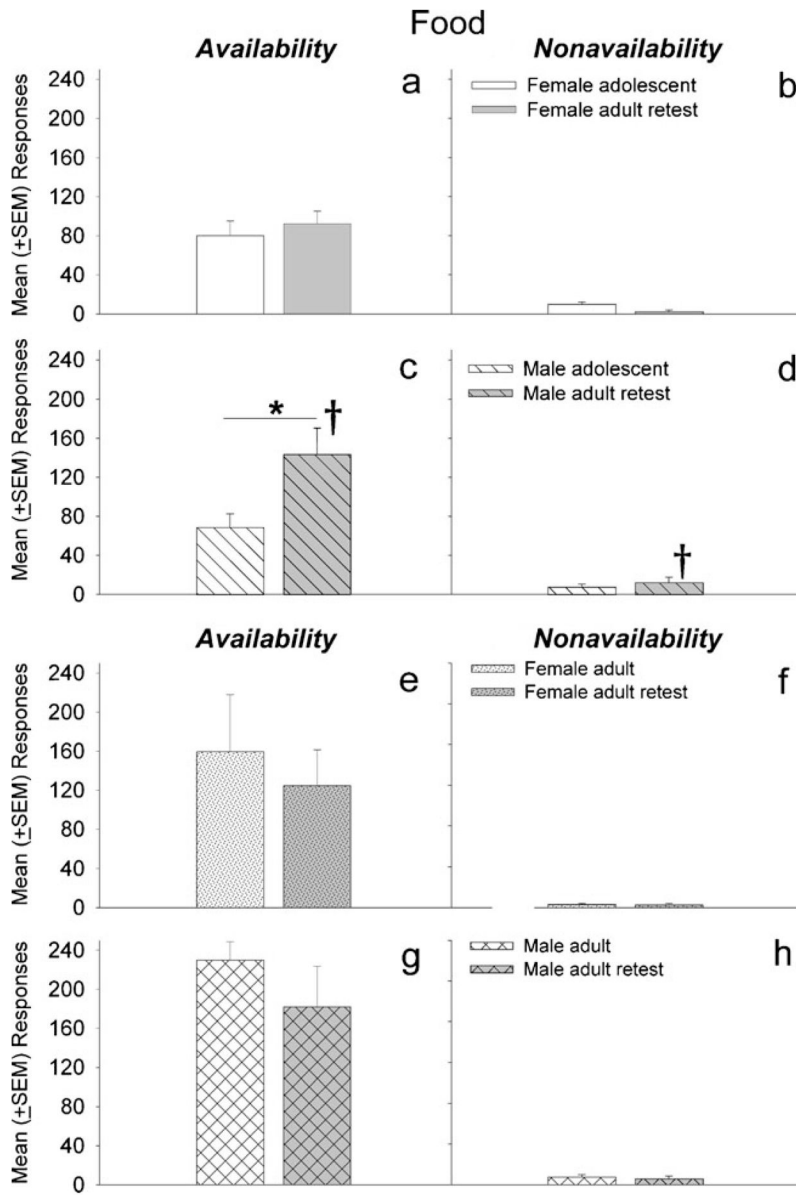 Food
Availability
Nonavailability
Mean (±SEM) Responses
240
200
160
120
80
40
0
a
Female adolescent
Female adult retest
b
Mean (±SEM) Responses
240
200
160
120
80
40
0
c
*
†
Male adolescent
Male adult retest
d
†
Availability
Nonavailability
Mean (±SEM) Responses
240
200
160
120
80
40
0
e
Female adult
Female adult retest
f
Mean (±SEM) Responses
240
200
160
120
80
40
0
g
Male adult
Male adult retest
h